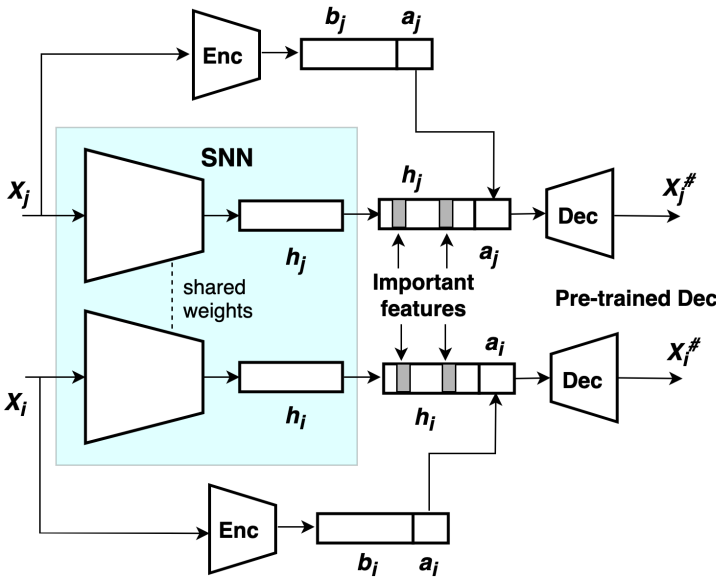 b_j a_j
Enc
SNN
X_j
h_j
h_j
a_j
Dec
X_j^#
shared
weights
Important
features
Pre-trained Dec
X_i
h_i
a_i
h_i
Dec
X_i^#
Enc
b_i a_i